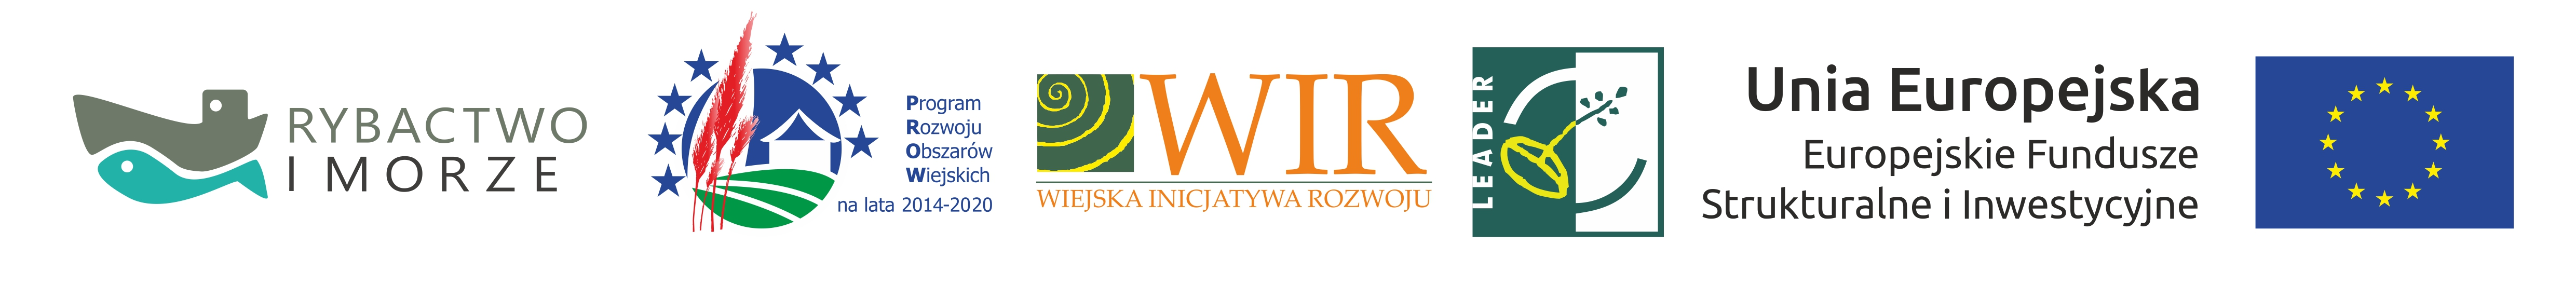 RYBACTWO
I MORZE
Program
Rozwoju
Obszarów
Wiejskich
na lata 2014-2020
WIR
WIEJSKA INICJATYWA ROZWOJU
LEADER
Unia Europejska
Europejskie Fundusze
Strukturalne i Inwestycyjne